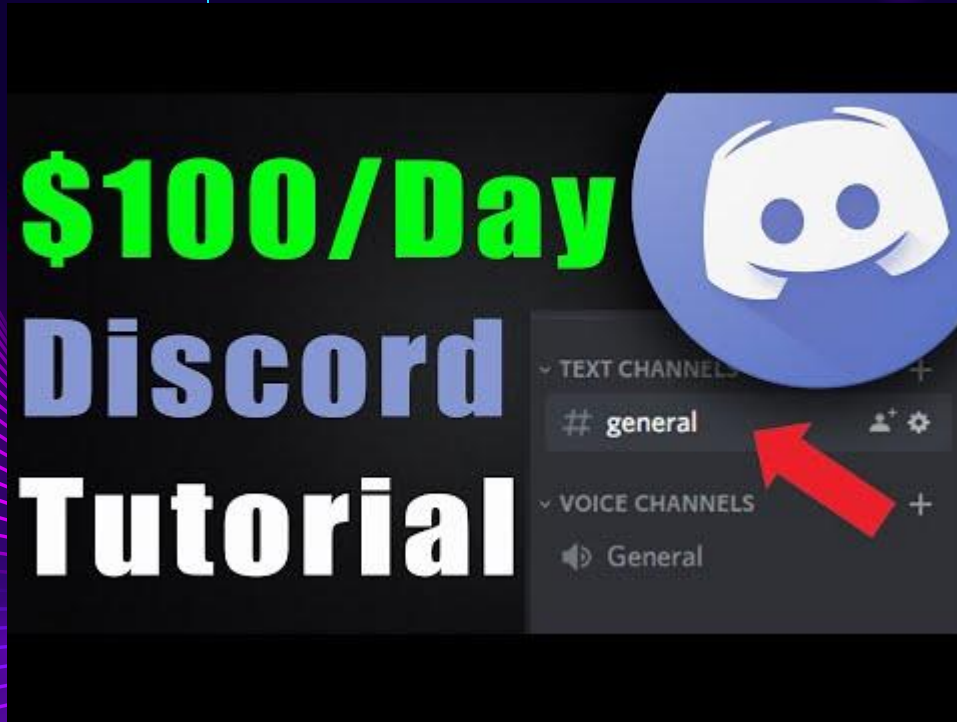 $100/Day
Discord
Tutorial
TEXT CHANNELS
# general
VOICE CHANNELS
General